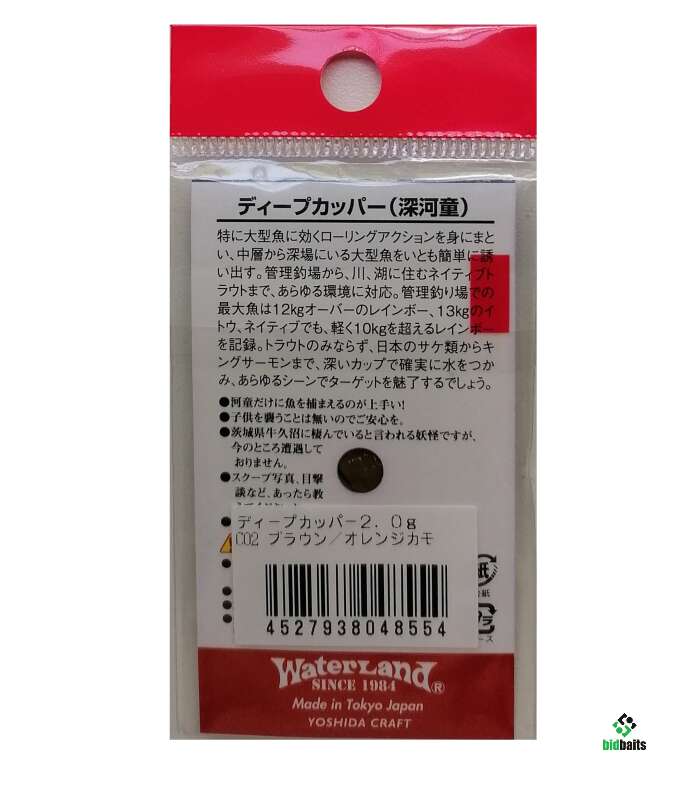 ディープカッパー(深河童)
特に大型魚に効くローリングアクションを身にまと
い、中層から深場にいる大型魚をいとも簡単に誘
い出す。管理釣場から、川、湖に住むネイティブト
ラウトまで、あらゆる環境に対応。管理釣り場での
最大魚は12kgオーバーのレインボー、13kgのイ
トウ、ネイティブでも、軽く10kgを超えるレインボー
を記録。トラウトのみならず、日本のサケ類からキ
ングサーモンまで、深いカップで確実に水をつか
み、あらゆるシーンでターゲットを魅了するでしょう。
●河童だけに魚を捕まえるのが上手い!
●子供を襲うことは無いのでご安心を。
●茨城県牛久沼に棲んでいると言われる妖怪ですが、
今のところ遭遇して
おりません。
●スクープ写真、目撃
談など、あったら教
ディープカッパー2.0g
C02 ブラウン/オレンジカモ
紙
プラ
4527938048554
WATERLAND®
SINCE 1984
Made in Tokyo Japan
YOSHIDA CRAFT
bidbaits